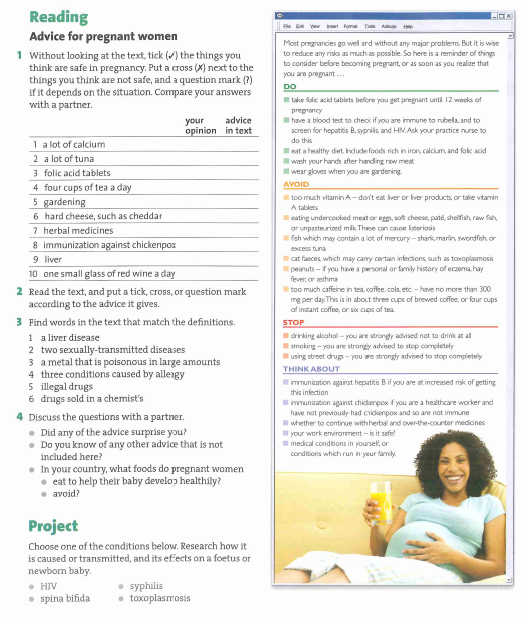 Reading
Advice for pregnant women
1 Without looking at the text, tick (✓) the things you
think are safe in pregnancy. Put a cross (✗) next to the
things you think are not safe, and a question mark (?)
if it depends on the situation. Compare your answers
with a partner.
your advice
opinion in text
1 a lot of calcium
2 a lot of tuna
3 folic acid tablets
4 four cups of tea a day
5 gardening
6 hard cheese, such as cheddar
7 herbal medicines
8 immunization against chickenpox
9 liver
10 one small glass of red wine a day
2 Read the text, and put a tick, cross, or question mark
according to the advice it gives.
3 Find words in the text that match the definitions.
1 a liver disease
2 two sexually-transmitted diseases
3 a metal that is poisonous in large amounts
4 three conditions caused by allergy
5 illegal drugs
6 drugs sold in a chemist's
4 Discuss the questions with a partner.
● Did any of the advice surprise you?
● Do you know of any other advice that is not
included here?
● In your country, what foods do pregnant women
● eat to help their baby develop healthily?
● avoid?
Project
Choose one of the conditions below. Research how it
is caused or transmitted, and its effects on a foetus or
newborn baby.
● HIV ● syphilis
● spina bifida ● toxoplasmosis
File Edit View Insert Format Tools Actions Help
Most pregnancies go well and without any major problems. But it is wise
to reduce any risks as much as possible. So here is a reminder of things
to consider before becoming pregnant, or as soon as you realize that
you are pregnant ...
DO
take folic acid tablets before you get pregnant until 12 weeks of
pregnancy
have a blood test to check if you are immune to rubella, and to
screen for hepatitis B, syphilis, and HIV. Ask your practice nurse to
do this
eat a healthy diet. Include foods rich in iron, calcium, and folic acid
wash your hands after handling raw meat
wear gloves when you are gardening.
AVOID
too much vitamin A – don't eat liver or liver products, or take vitamin
A tablets
eating undercooked meat or eggs, soft cheese, paté, shellfish, raw fish,
or unpasteurized milk. These can cause listeriosis
fish which may contain a lot of mercury – shark, marlin, swordfish, or
excess tuna
cat faeces, which may carry certain infections, such as toxoplasmosis
peanuts – if you have a personal or family history of eczema, hay
fever, or asthma
too much caffeine in tea, coffee, cola, etc. – have no more than 300
mg per day. This is in about three cups of brewed coffee, or four cups
of instant coffee, or six cups of tea.
STOP
drinking alcohol – you are strongly advised not to drink at all
smoking – you are strongly advised to stop completely
using street drugs – you are strongly advised to stop completely.
THINK ABOUT
immunization against hepatitis B if you are at increased risk of getting
this infection
immunization against chickenpox if you are a healthcare worker and
have not previously had chickenpox and so are not immune
whether to continue with herbal and over-the-counter medicines
your work environment – is it safe?
medical conditions in yourself, or
conditions which run in your family.